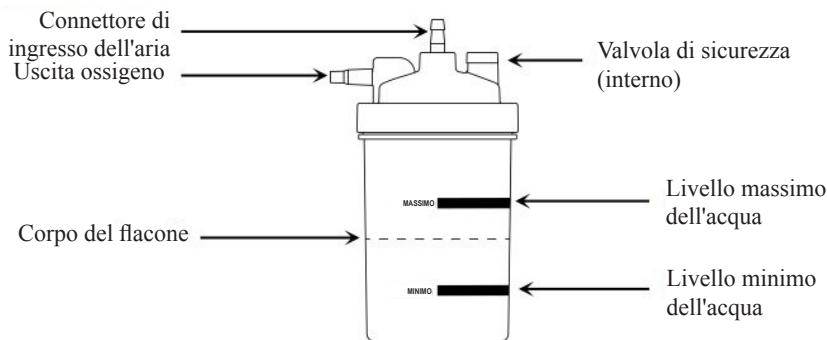 Connettore di
ingresso dell'aria
Uscita ossigeno
Valvola di sicurezza
(interno)
MASSIMO
Livello massimo
dell'acqua
Corpo del flacone
MINIMO
Livello minimo
dell'acqua